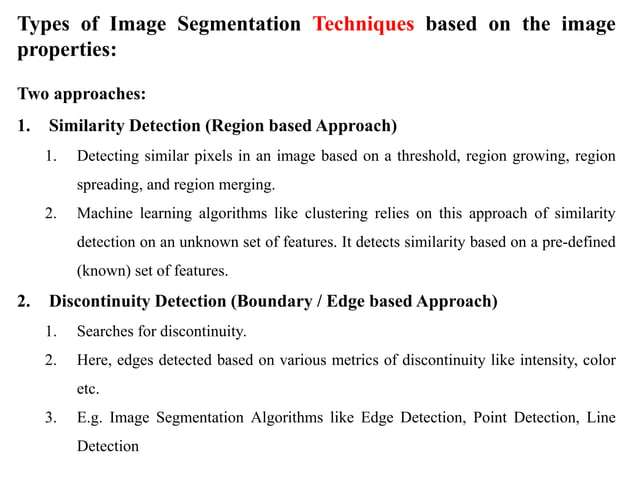 Types of Image Segmentation Techniques based on the image
properties:
Two approaches:
1. Similarity Detection (Region based Approach)
1. Detecting similar pixels in an image based on a threshold, region growing, region
spreading, and region merging.
2. Machine learning algorithms like clustering relies on this approach of similarity
detection on an unknown set of features. It detects similarity based on a pre-defined
(known) set of features.
2. Discontinuity Detection (Boundary / Edge based Approach)
1. Searches for discontinuity.
2. Here, edges detected based on various metrics of discontinuity like intensity, color
etc.
3. E.g. Image Segmentation Algorithms like Edge Detection, Point Detection, Line
Detection